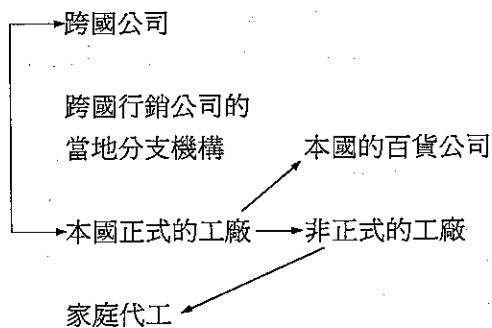 跨國公司
跨國行銷公司的
當地分支機構
本國的百貨公司
本國正式的工廠
非正式的工廠
家庭代工